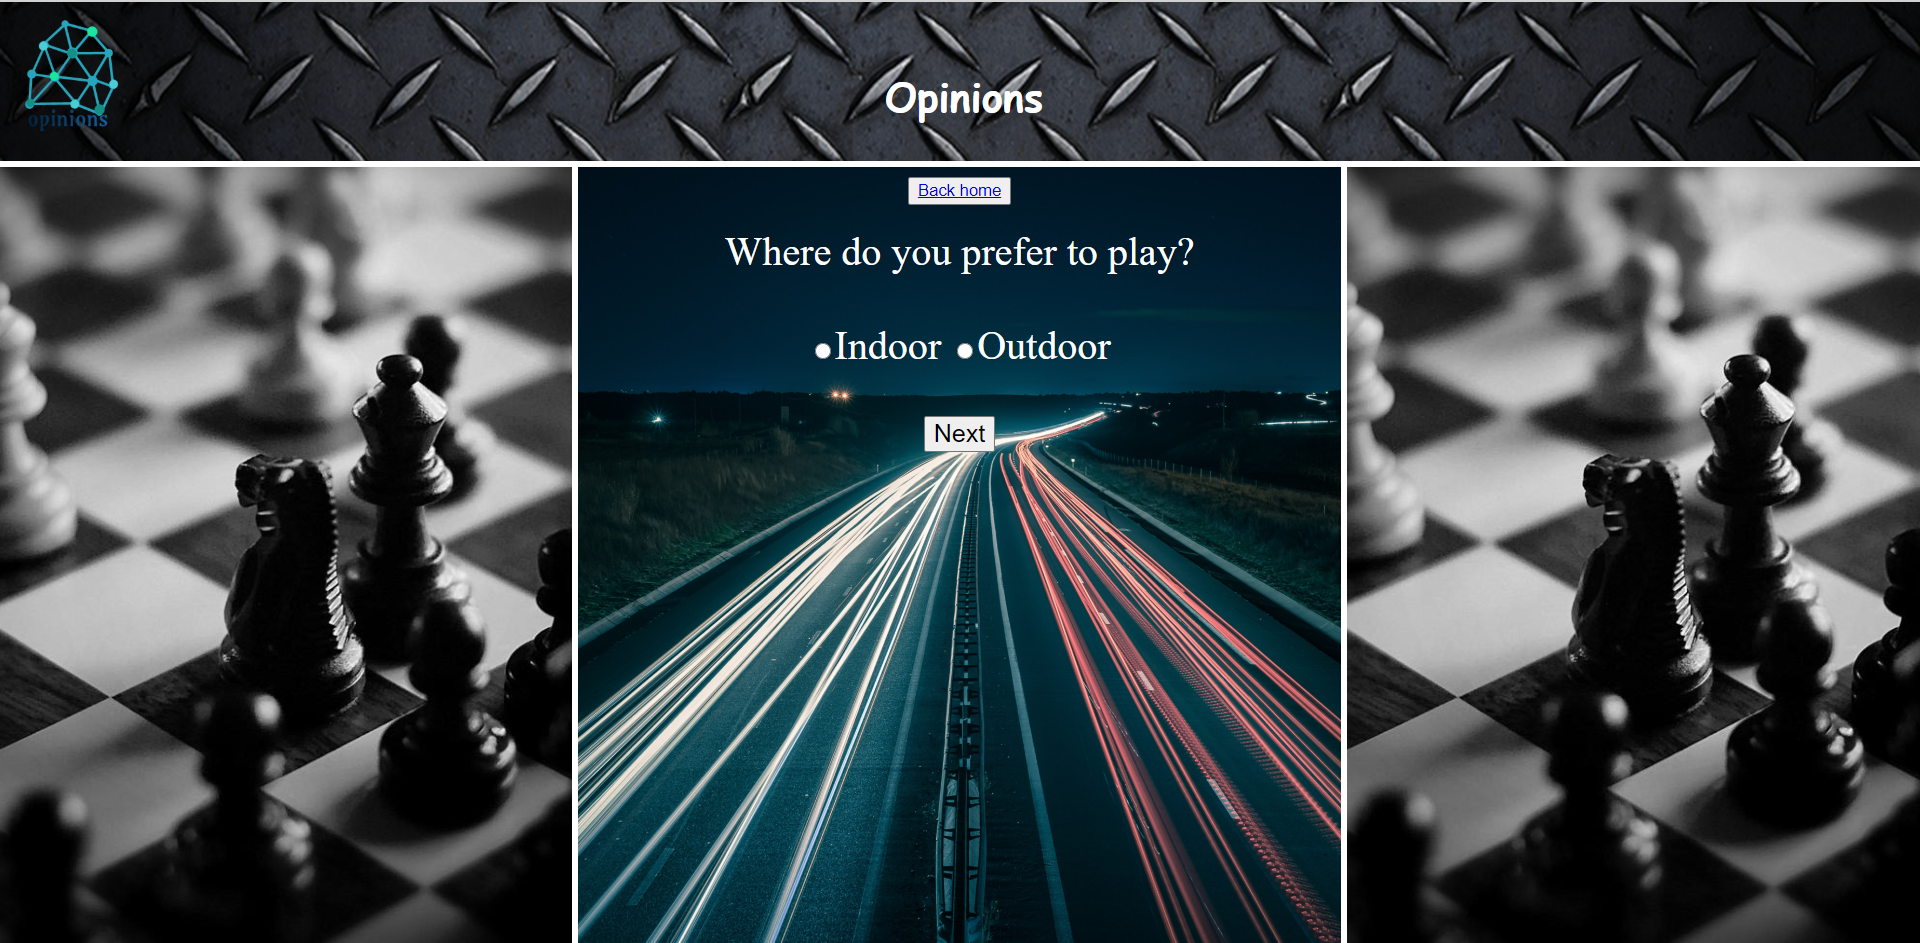 opinions
Opinions
Back home
Where do you prefer to play?
Indoor Outdoor
Next